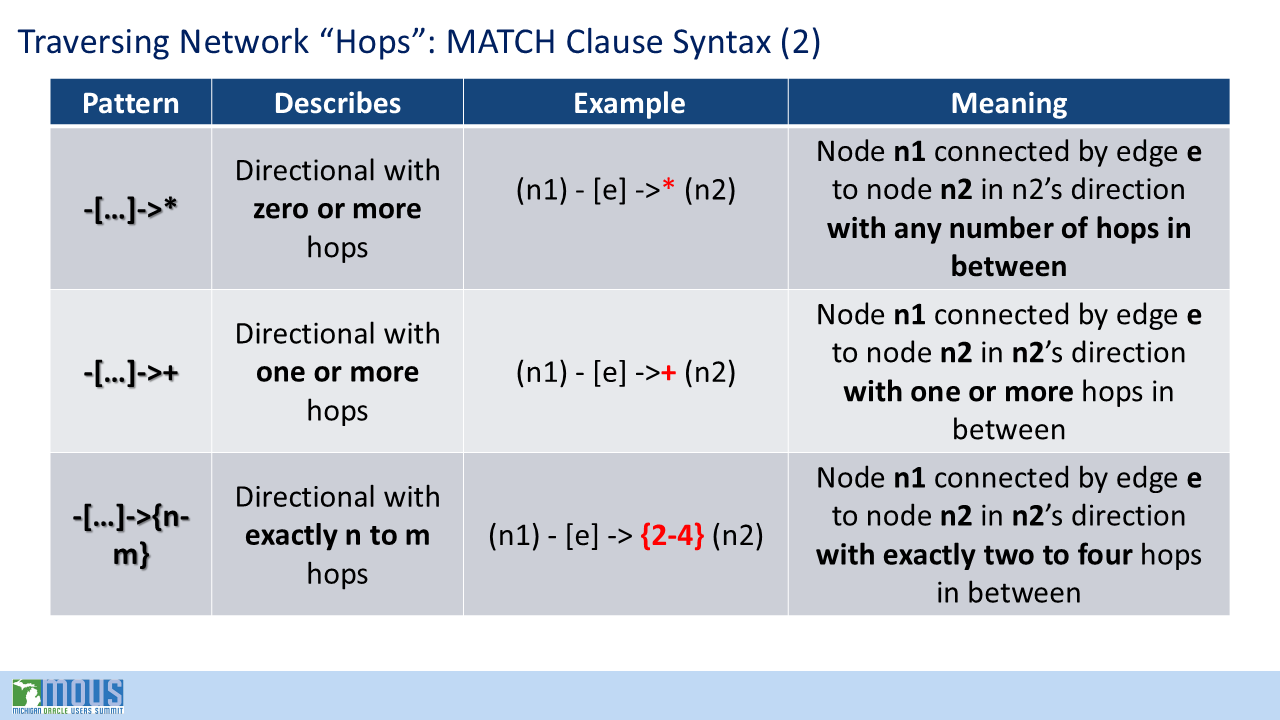 Traversing Network “Hops”: MATCH Clause Syntax (2)
Pattern
Describes
Example
Meaning
-[…]->*
Directional with
zero or more
hops
(n1) - [e] ->* (n2)
Node n1 connected by edge e
to node n2 in n2’s direction
with any number of hops in
between
-[…]->+
Directional with
one or more
hops
(n1) - [e] ->+ (n2)
Node n1 connected by edge e
to node n2 in n2’s direction
with one or more hops in
between
-[…]->{n-
m}
Directional with
exactly n to m
hops
(n1) - [e] -> {2-4} (n2)
Node n1 connected by edge e
to node n2 in n2’s direction
with exactly two to four hops
in between
MOUS
MICHIGAN ORACLE USERS SUMMIT